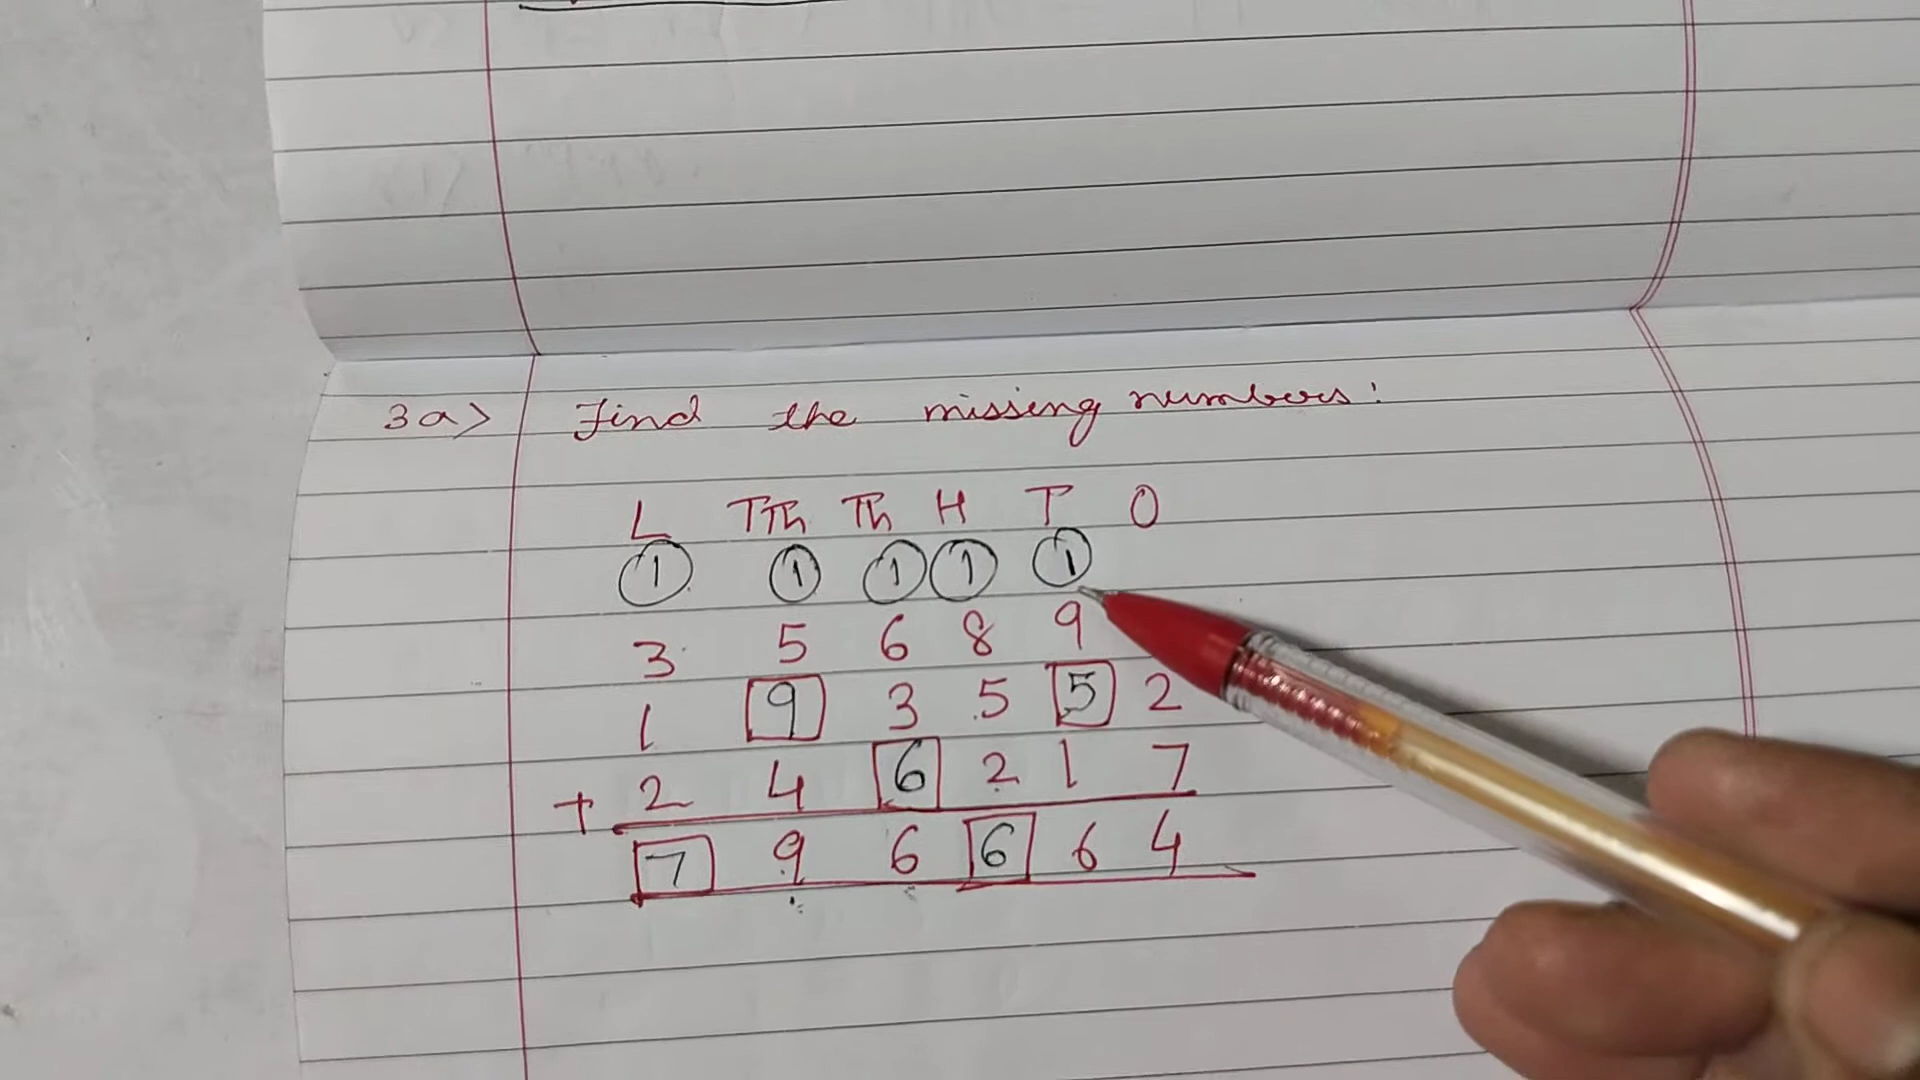 3a> Find the missing numbers:
L TTh Th H T O
1 1 1 1 1
3 5 6 8 9
1 9 3 5 5 2
+ 2 4 6 2 1 7
7 9 6 6 6 4